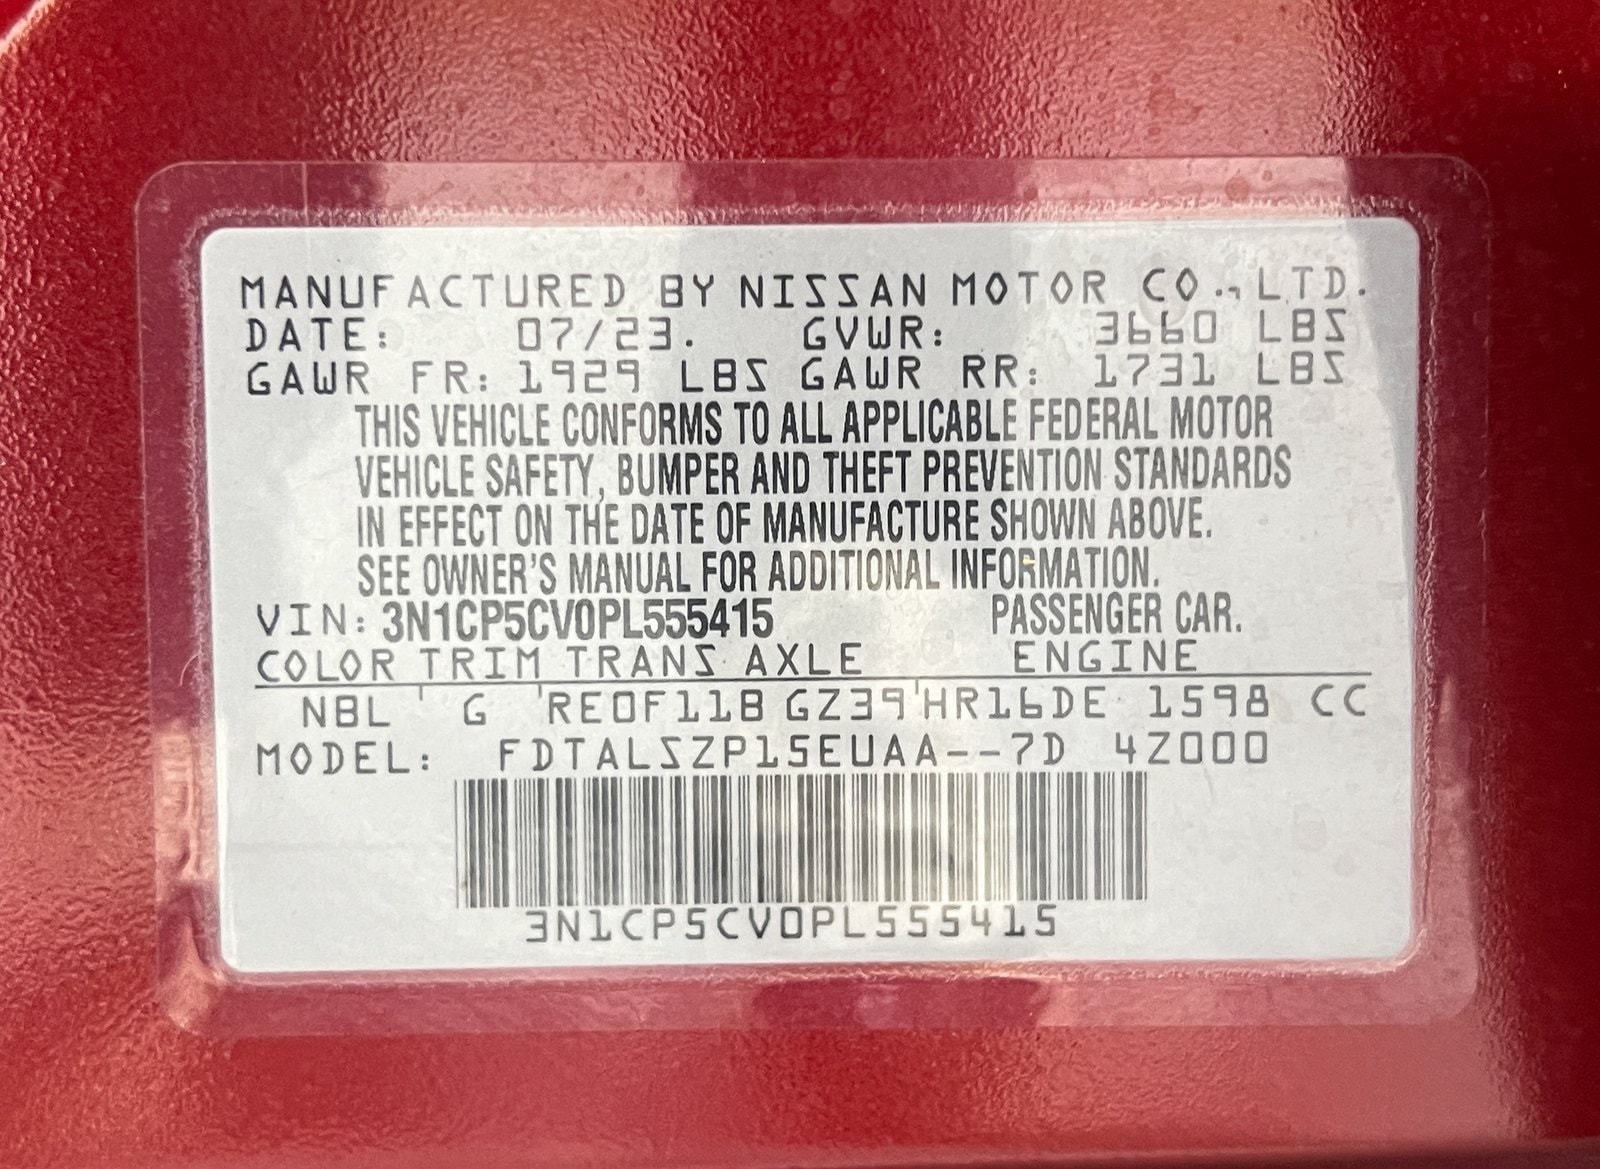 MANUFACTURED BY NISSAN MOTOR CO., LTD.
DATE: 07/23. GVWR: 3660 LBS
GAWR FR: 1929 LBS GAWR RR: 1731 LBS
THIS VEHICLE CONFORMS TO ALL APPLICABLE FEDERAL MOTOR
VEHICLE SAFETY, BUMPER AND THEFT PREVENTION STANDARDS
IN EFFECT ON THE DATE OF MANUFACTURE SHOWN ABOVE.
SEE OWNER'S MANUAL FOR ADDITIONAL INFORMATION.
VIN: 3N1CP5CV0PL555415 PASSENGER CAR.
COLOR TRIM TRANS AXLE ENGINE
NBL ' G ' RE0F11B GZ39 ' HR16DE 1598 CC
MODEL: FDTALSZP15EUAA--7D 4Z000
3N1CP5CV0PL555415